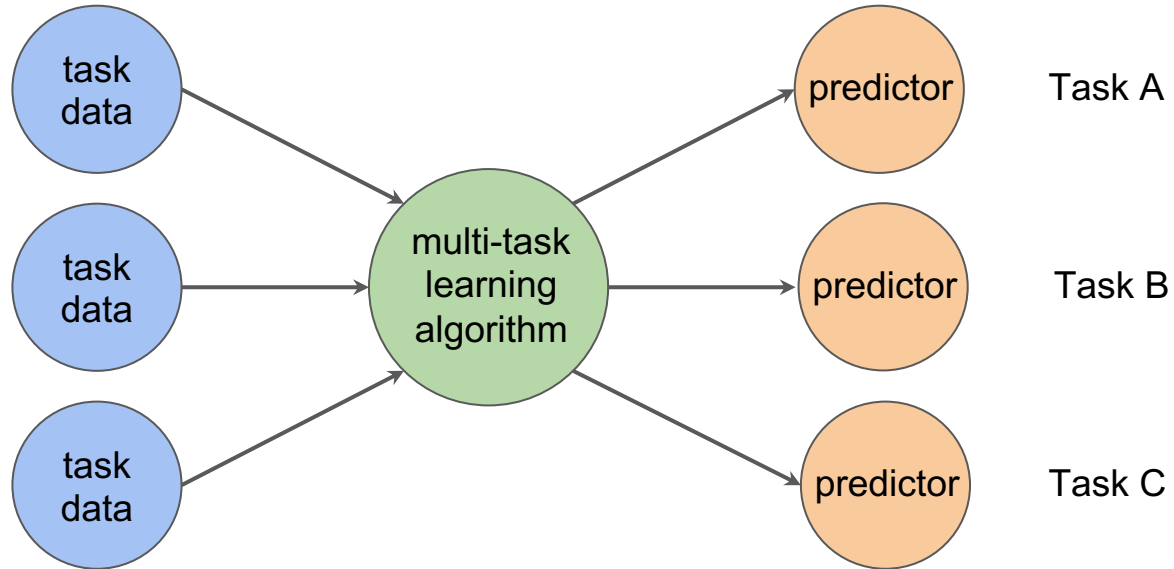 task
data
predictor
Task A
task
data
multi-task
learning
algorithm
predictor
Task B
task
data
predictor
Task C